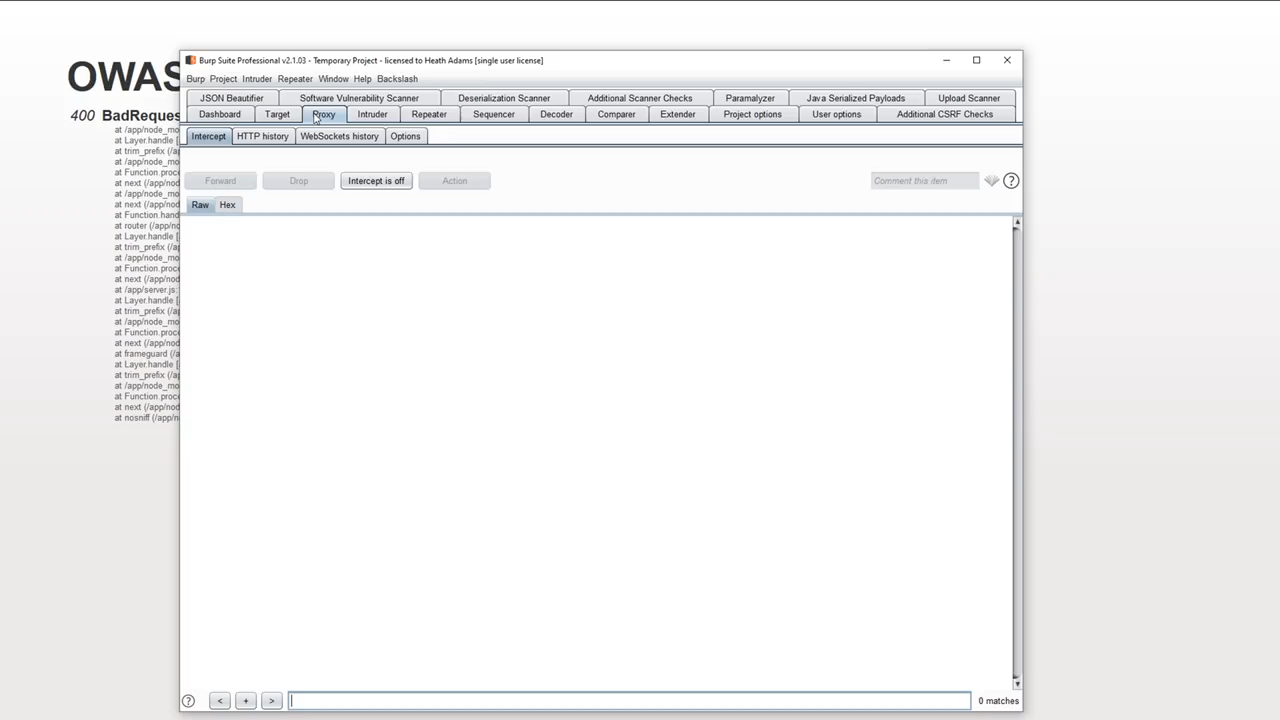 OWAS
400 BadReques
at /app/node_mo
at Layer.handle [
at trim_prefix (/ap
at /app/node_mo
at Function.proce
at next (/app/nod
at /app/node_mo
at next (/app/nod
at Function.hand
at router (/app/no
at Layer.handle [
at trim_prefix (/ap
at /app/node_mo
at Function.proce
at next (/app/nod
at /app/server.js:
at Layer.handle [
at trim_prefix (/ap
at /app/node_mo
at Function.proce
at next (/app/nod
at frameguard (/a
at Layer.handle [
at trim_prefix (/ap
at /app/node_mo
at Function.proce
at next (/app/nod
at nosniff (/app/n
Burp Suite Professional v2.1.03 - Temporary Project - licensed to Heath Adams [single user license]
Burp Project Intruder Repeater Window Help Backslash
JSON Beautifier Software Vulnerability Scanner Deserialization Scanner Additional Scanner Checks Paramalyzer Java Serialized Payloads Upload Scanner
Dashboard Target Proxy Intruder Repeater Sequencer Decoder Comparer Extender Project options User options Additional CSRF Checks
Intercept HTTP history WebSockets history Options
Forward Drop Intercept is off Action Comment this item ?
Raw Hex
? < + > 0 matches